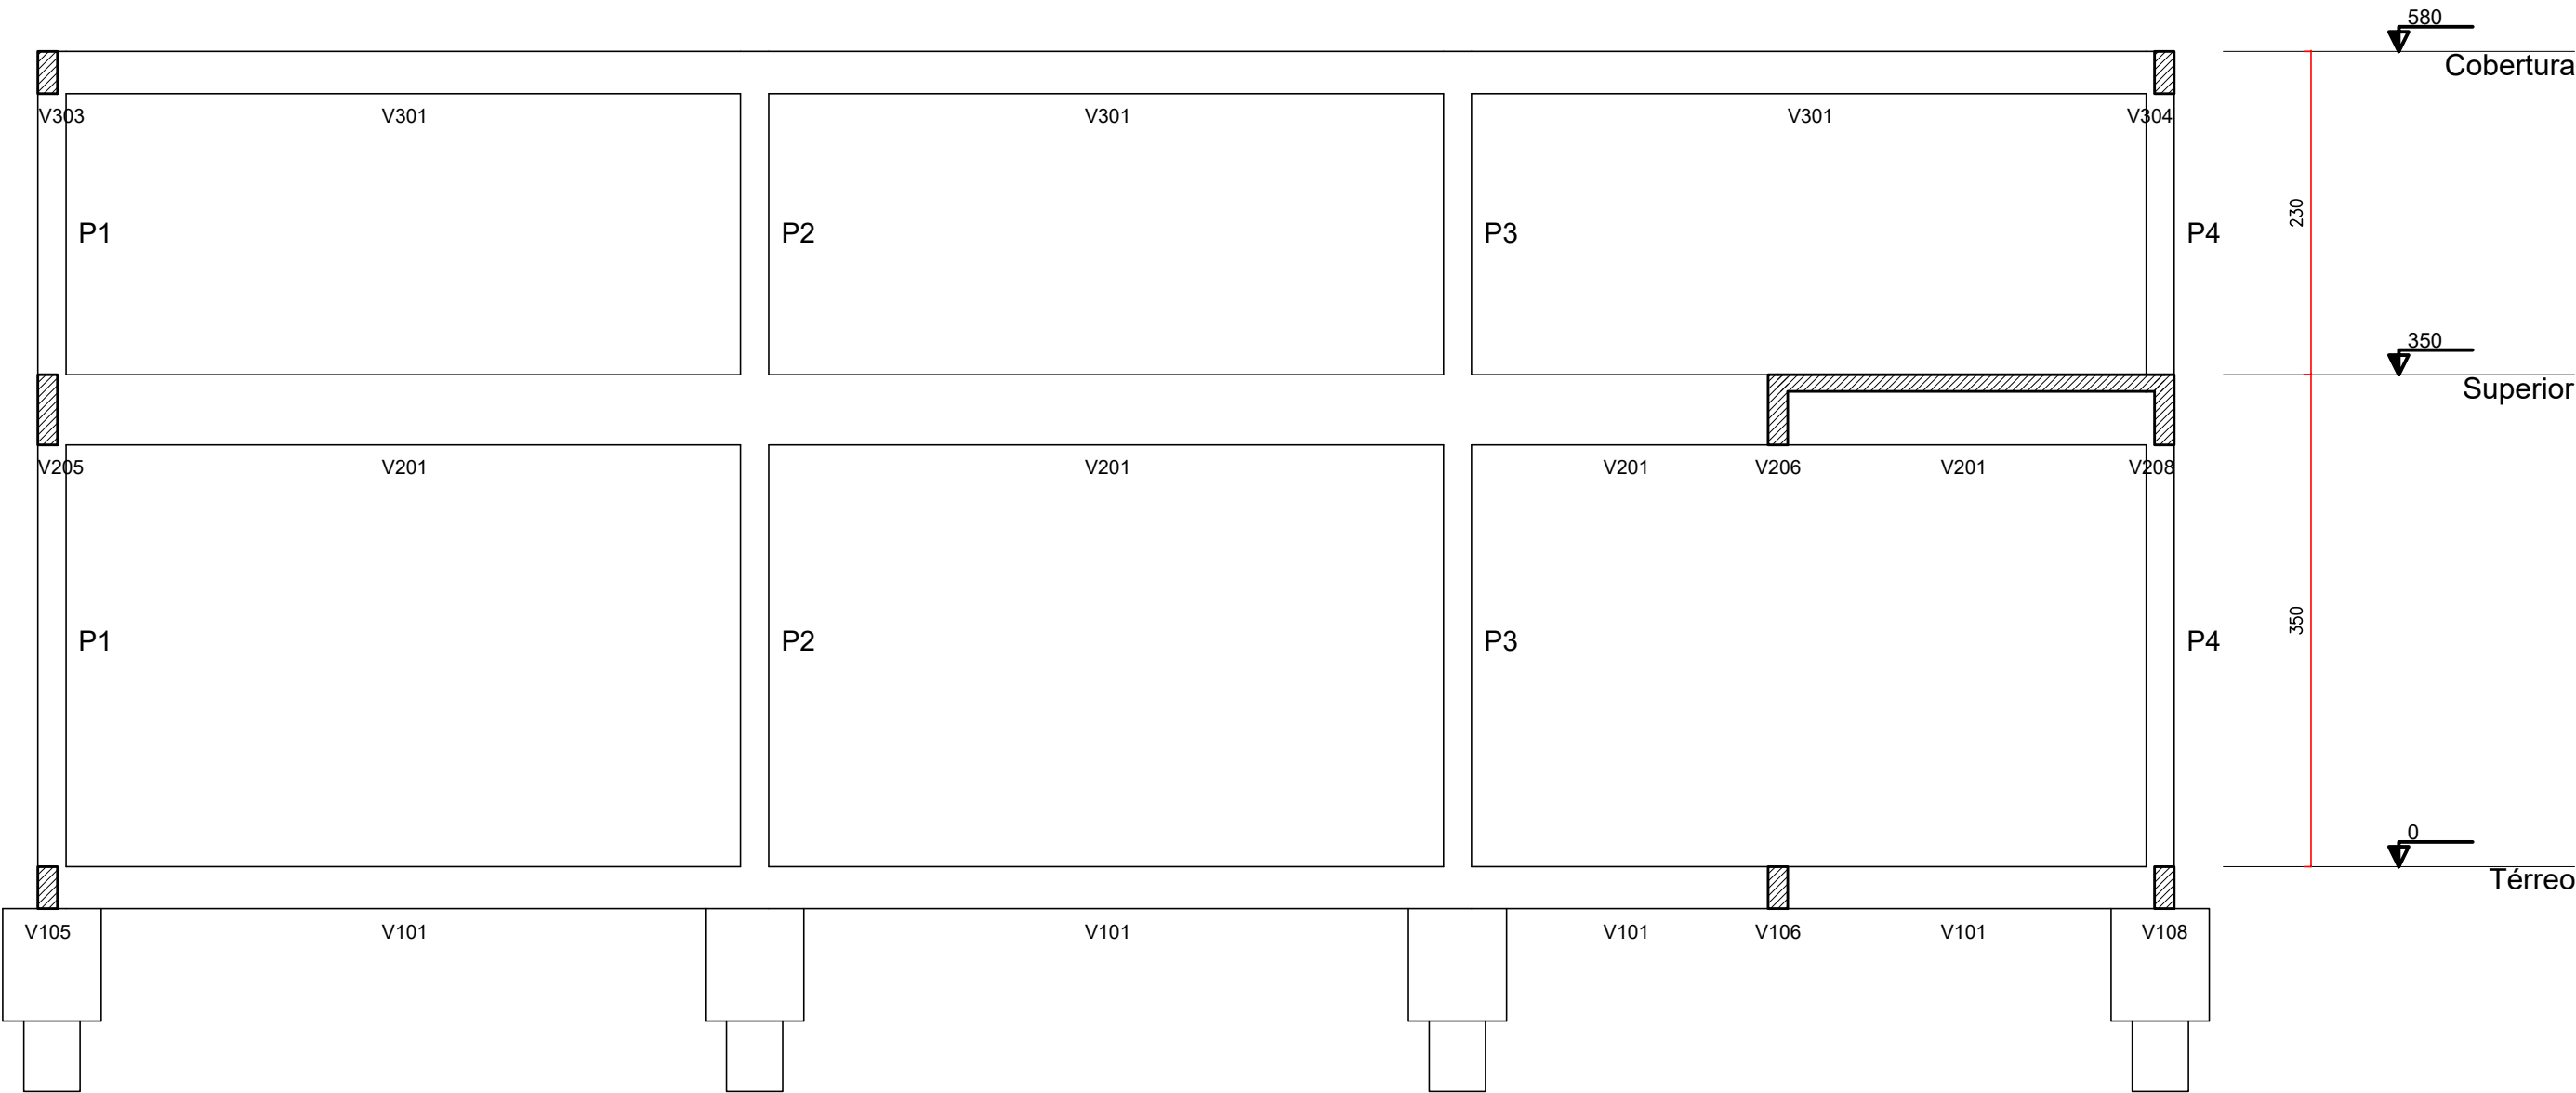 580
Cobertura
V303 V301 V301 V301 V304
P1 P2 P3 P4
230
350
Superior
V205 V201 V201 V201 V206 V201 V208
P1 P2 P3 P4
350
0
Térreo
V105 V101 V101 V101 V106 V101 V108